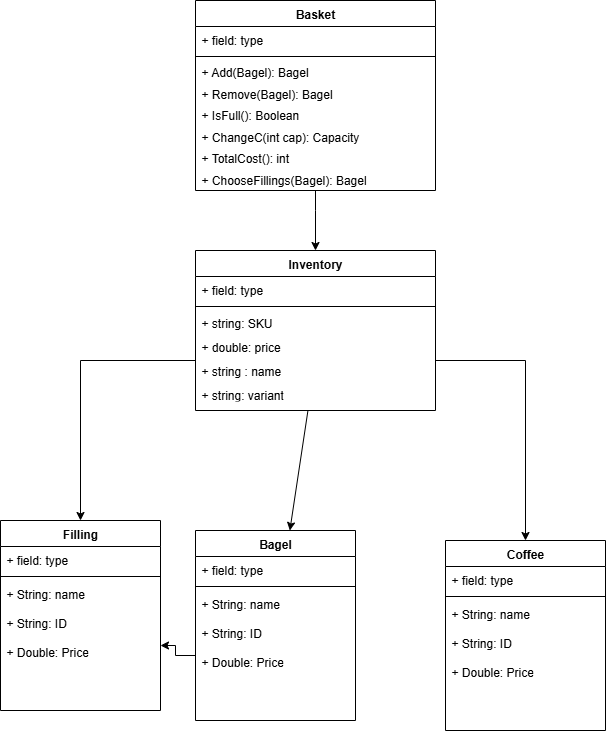 Basket
+ field: type
+ Add(Bagel): Bagel
+ Remove(Bagel): Bagel
+ IsFull(): Boolean
+ ChangeC(int cap): Capacity
+ TotalCost(): int
+ ChooseFillings(Bagel): Bagel
Inventory
+ field: type
+ string: SKU
+ double: price
+ string : name
+ string: variant
Filling
+ field: type
+ String: name
+ String: ID
+ Double: Price
Bagel
+ field: type
+ String: name
+ String: ID
+ Double: Price
Coffee
+ field: type
+ String: name
+ String: ID
+ Double: Price